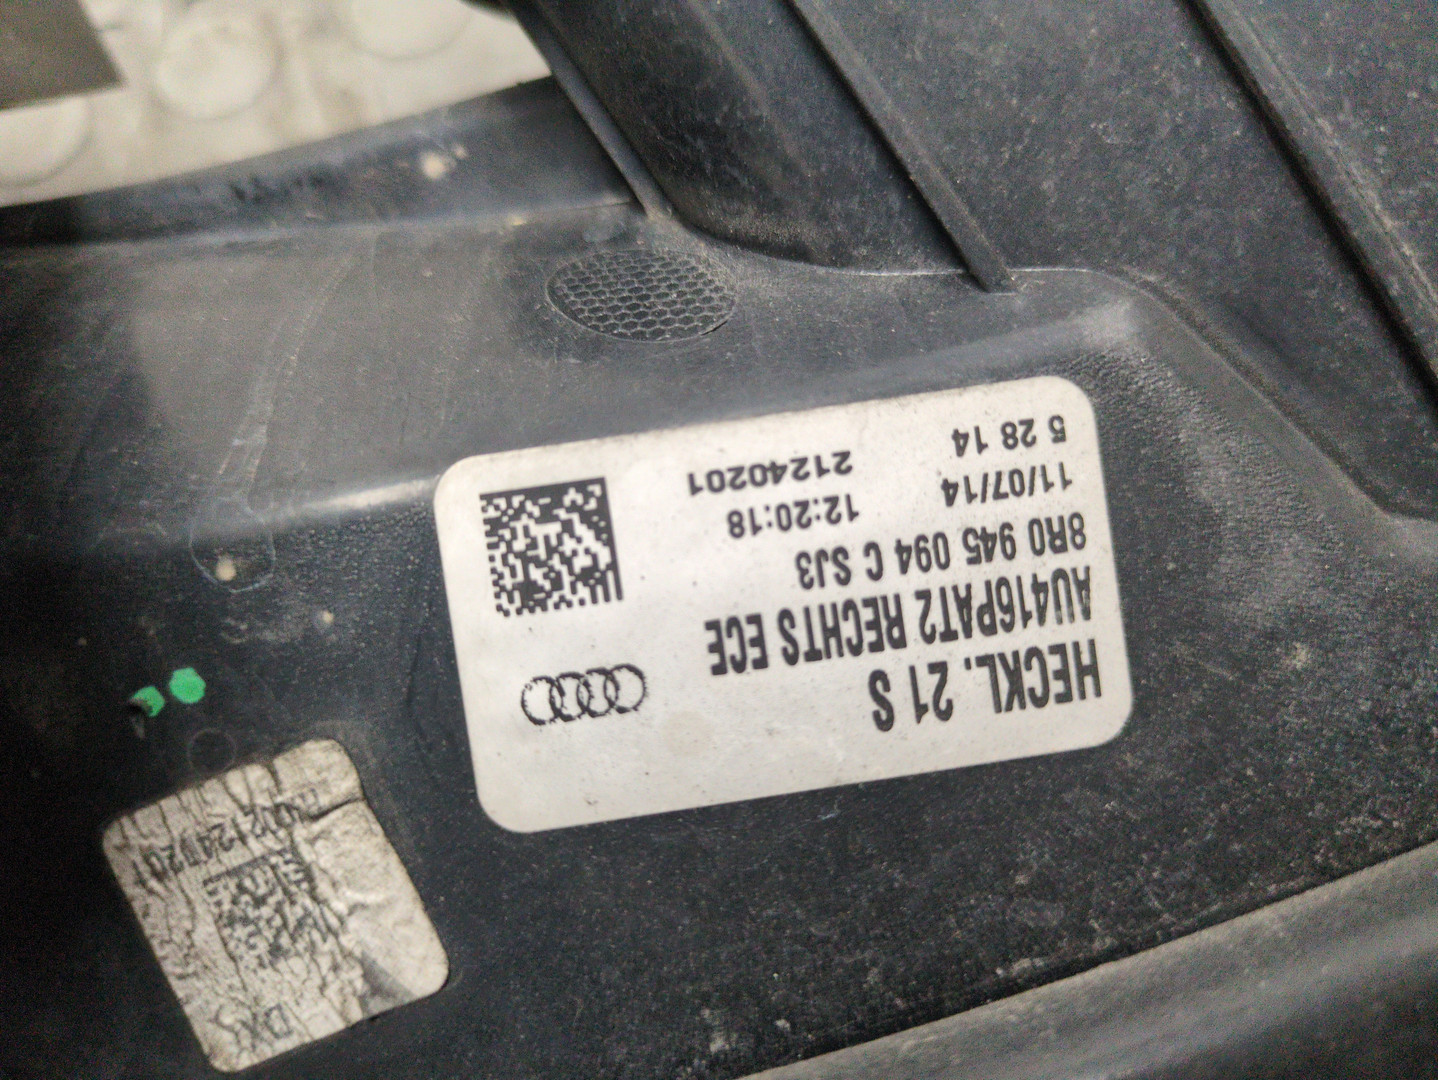 HECKL. 21 S
AU416PAT2 RECHTS ECE
8R0 945 094 C SJ3
11/07/14 12:20:18
5 28 14 21240201
DX5